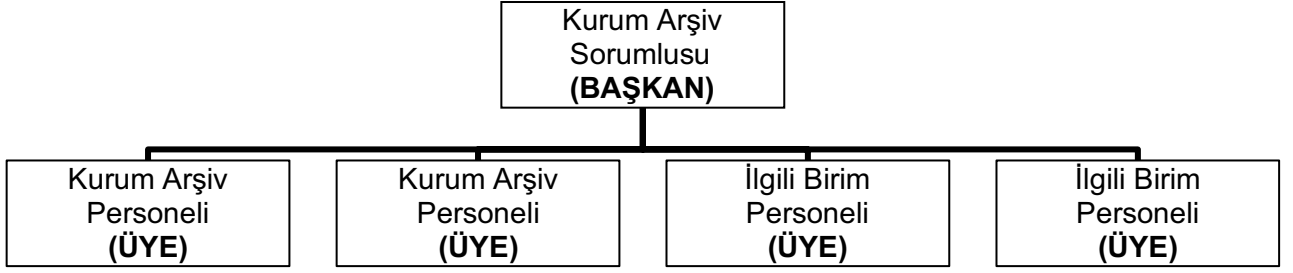 Kurum Arşiv
Sorumlusu
(BAŞKAN)
Kurum Arşiv
Personeli
(ÜYE)
Kurum Arşiv
Personeli
(ÜYE)
İlgili Birim
Personeli
(ÜYE)
İlgili Birim
Personeli
(ÜYE)